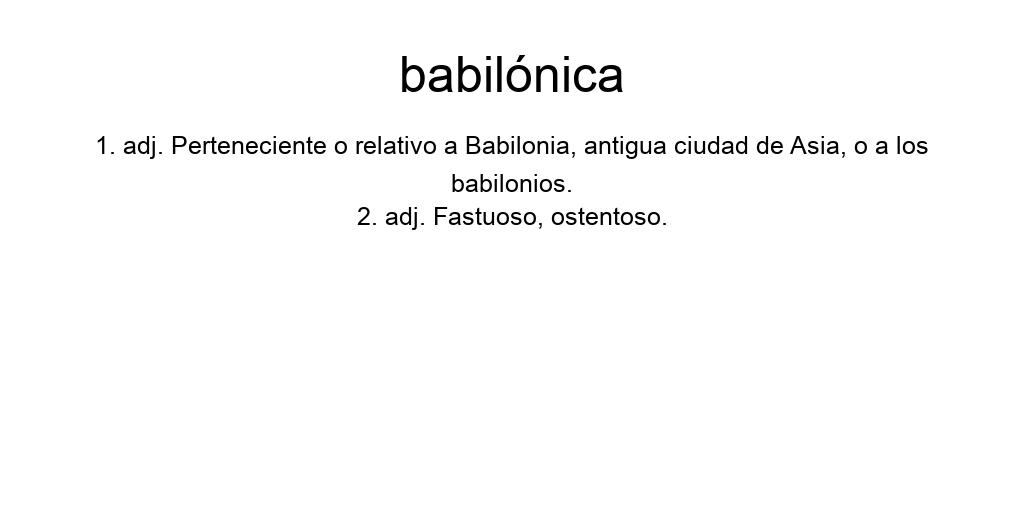 babilónica
1. adj. Perteneciente o relativo a Babilonia, antigua ciudad de Asia, o a los
babilonios.
2. adj. Fastuoso, ostentoso.